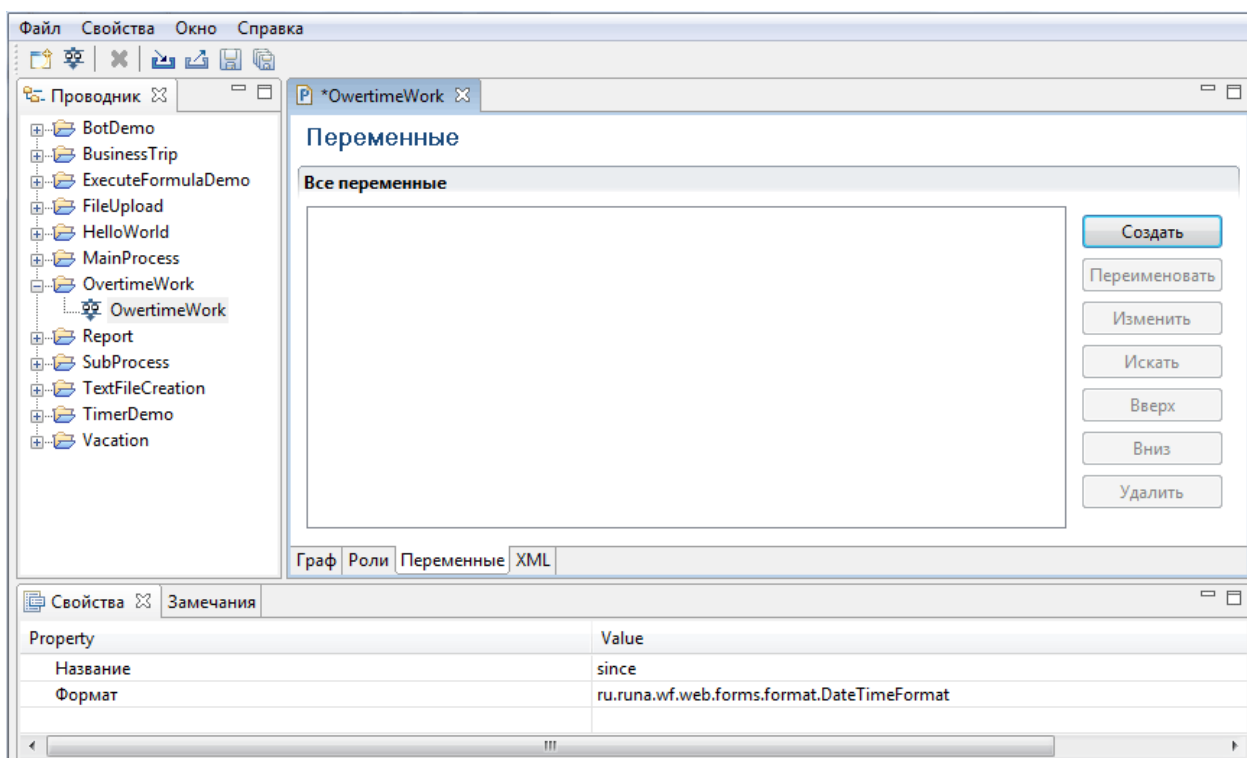 Файл Свойства Окно Справка
Проводник
*OwertimeWork
BotDemo
BusinessTrip
ExecuteFormulaDemo
FileUpload
HelloWorld
MainProcess
OvertimeWork
OwertimeWork
Report
SubProcess
TextFileCreation
TimerDemo
Vacation
Переменные
Все переменные
Создать
Переименовать
Изменить
Искать
Вверх
Вниз
Удалить
Граф Роли Переменные XML
Свойства Замечания
Property Value
Название since
Формат ru.runa.wf.web.forms.format.DateTimeFormat